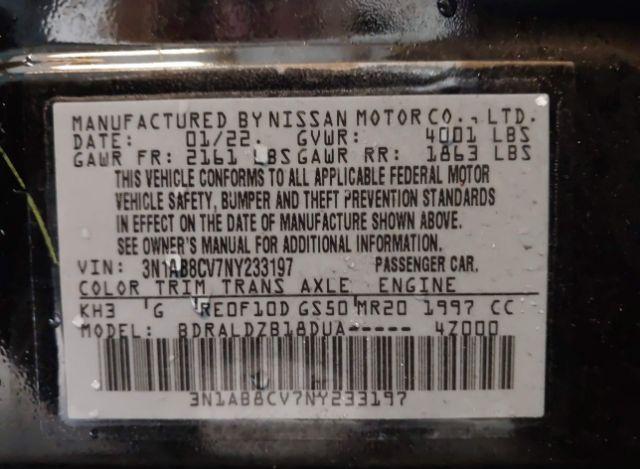 MANUFACTURED BY NISSAN MOTOR CO., LTD.
DATE: 01/22. GVWR: 4001 LBS
GAWR FR: 2161 LBS GAWR RR: 1863 LBS
THIS VEHICLE CONFORMS TO ALL APPLICABLE FEDERAL MOTOR
VEHICLE SAFETY, BUMPER AND THEFT PREVENTION STANDARDS
IN EFFECT ON THE DATE OF MANUFACTURE SHOWN ABOVE.
SEE OWNER'S MANUAL FOR ADDITIONAL INFORMATION.
VIN: 3N1AB8CV7NY233197 PASSENGER CAR.
COLOR TRIM TRANS AXLE ENGINE
KH3 G RE0F10D GS50 MR20 1997 CC
MODEL: BDRALDZB18DUA----- 4Z000
3N1AB8CV7NY233197